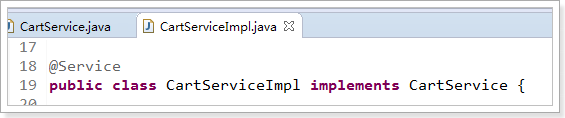 CartService.java
CartServiceImpl.java
17
18 @Service
19 public class CartServiceImpl implements CartService {
20